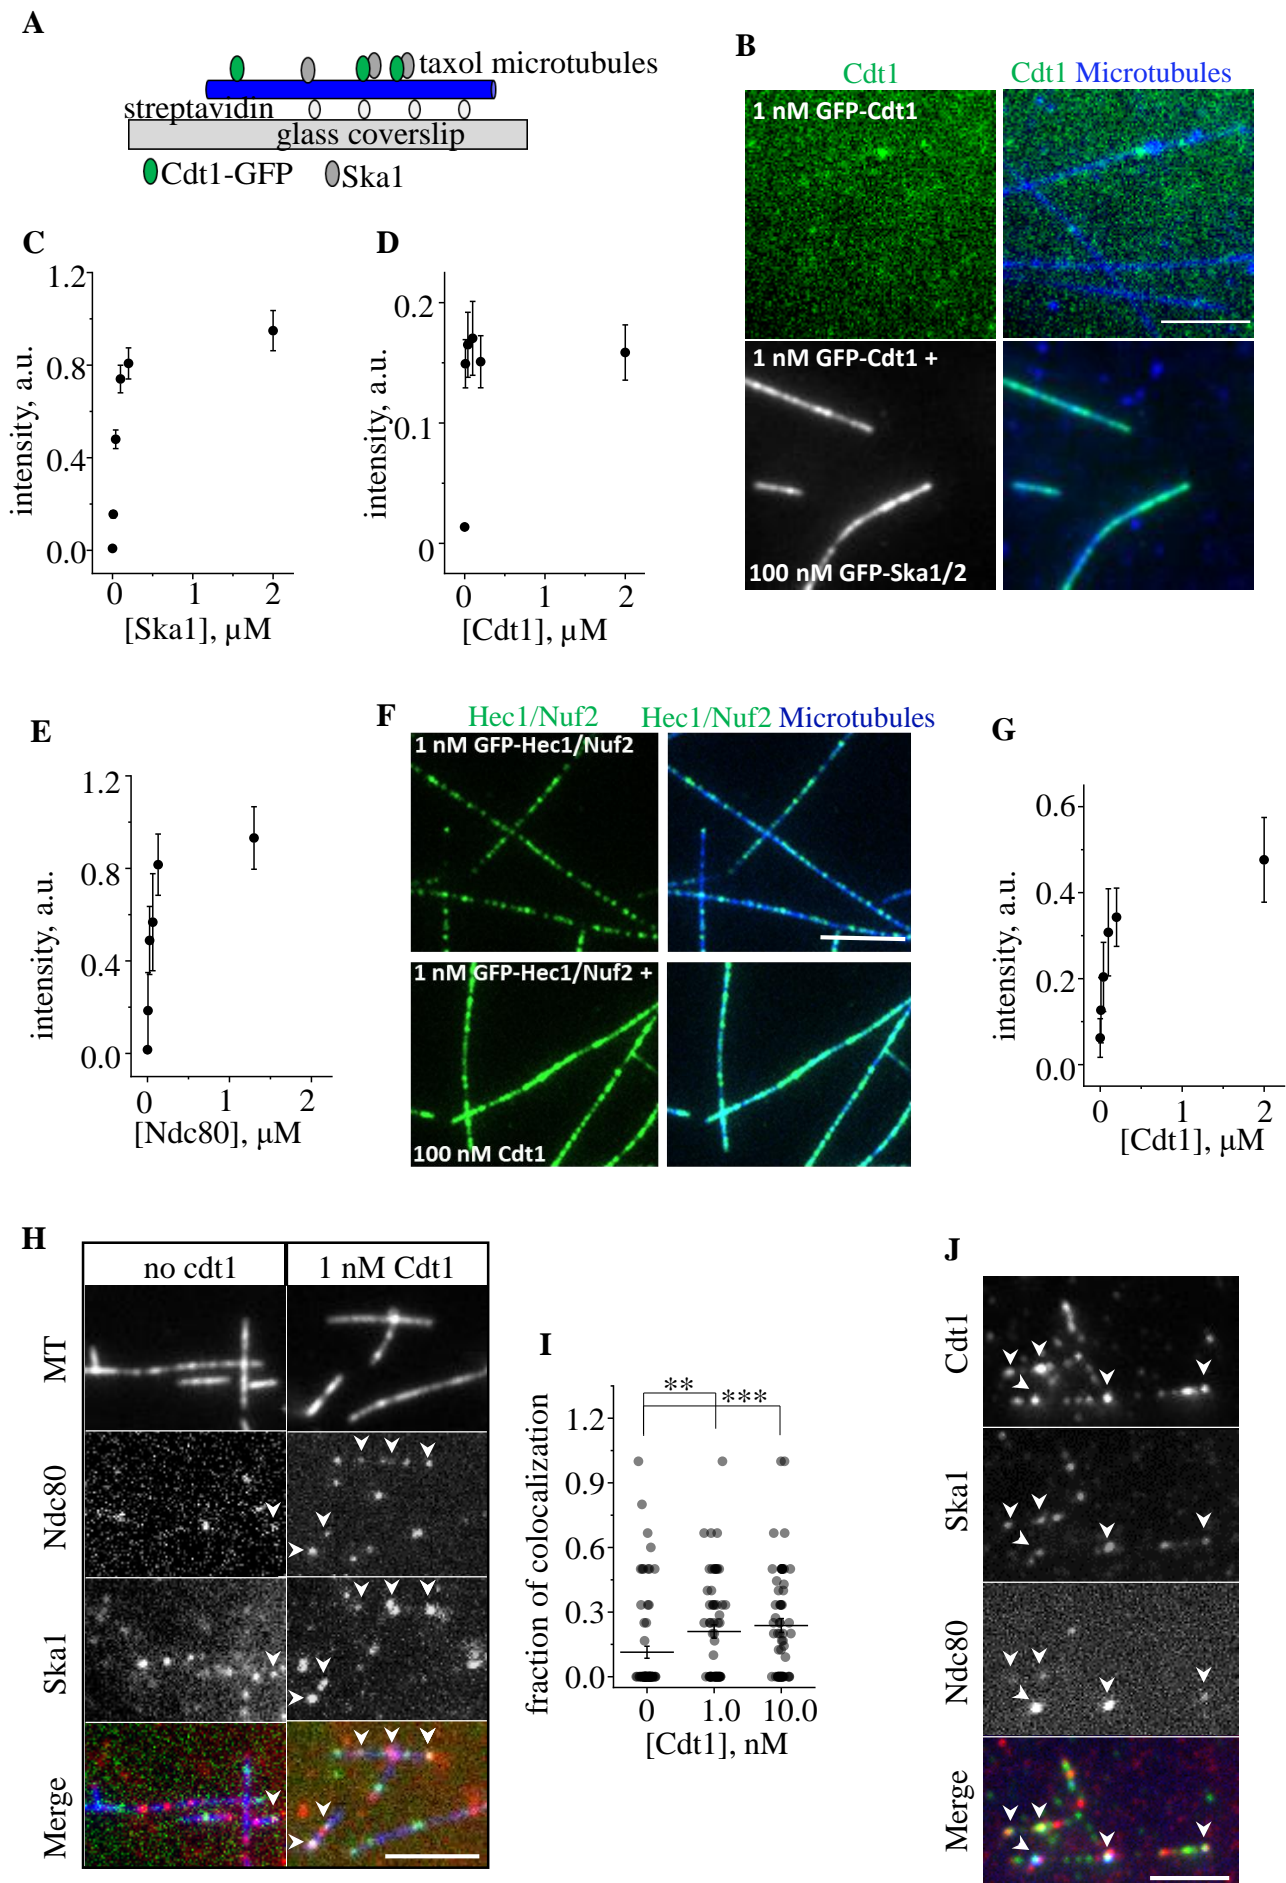 A
taxol microtubules
streptavidin
glass coverslip
Cdt1-GFP Ska1
B
Cdt1
Cdt1 Microtubules
1 nM GFP-Cdt1
1 nM GFP-Cdt1 +
100 nM GFP-Ska1/2
C
1.2
0.8
0.4
0.0
intensity, a.u.
0 1 2
[Ska1], µM
D
0.2
0.1
0
intensity, a.u.
0 1 2
[Cdt1], µM
E
1.2
0.8
0.4
0.0
intensity, a.u.
0 1 2
[Ndc80], µM
F
Hec1/Nuf2
Hec1/Nuf2 Microtubules
1 nM GFP-Hec1/Nuf2
1 nM GFP-Hec1/Nuf2 +
100 nM Cdt1
G
0.6
0.4
0.2
0.0
intensity, a.u.
0 1 2
[Cdt1], µM
H
no cdt1
1 nM Cdt1
MT
Ndc80
Ska1
Merge
I
** 
***
1.2
0.9
0.6
0.3
0.0
fraction of colocalization
0 1.0 10.0
[Cdt1], nM
J
Cdt1
Ska1
Ndc80
Merge